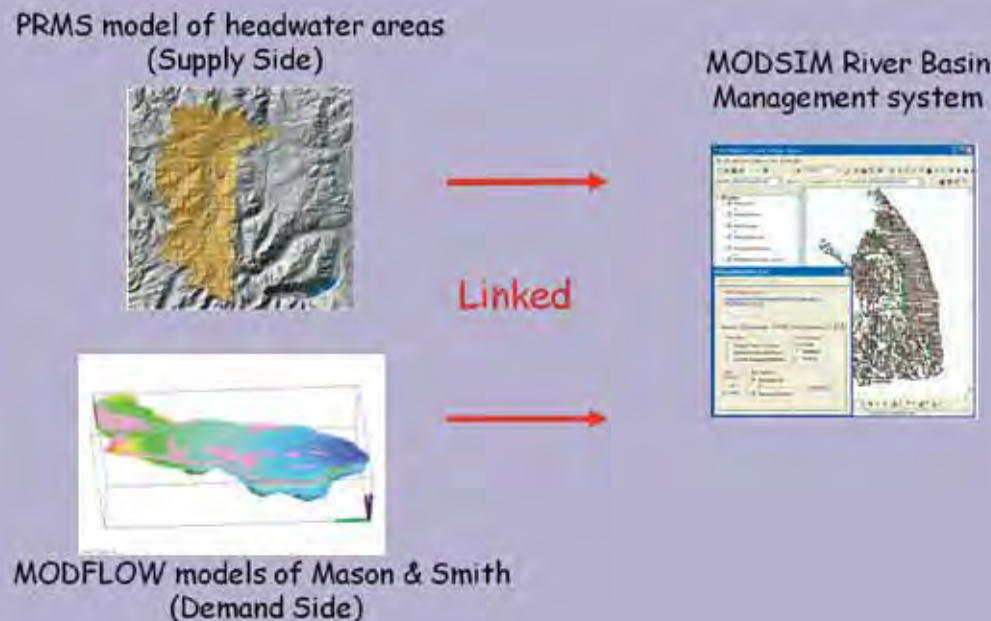 PRMS model of headwater areas
(Supply Side)
MODSIM River Basin
Management system
Linked
MODFLOW models of Mason & Smith
(Demand Side)